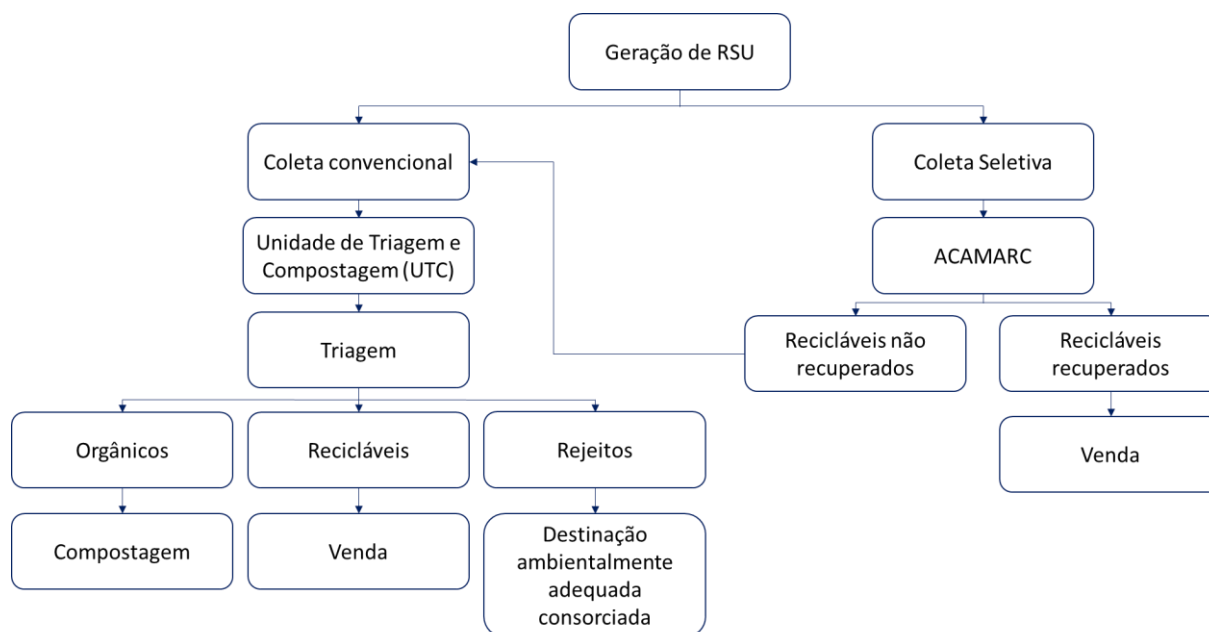 Geração de RSU
Coleta convencional
Coleta Seletiva
Unidade de Triagem e
Compostagem (UTC)
ACAMARC
Triagem
Recicláveis não
recuperados
Recicláveis
recuperados
Orgânicos
Recicláveis
Rejeitos
Venda
Compostagem
Venda
Destinação
ambientalmente
adequada
consorciada